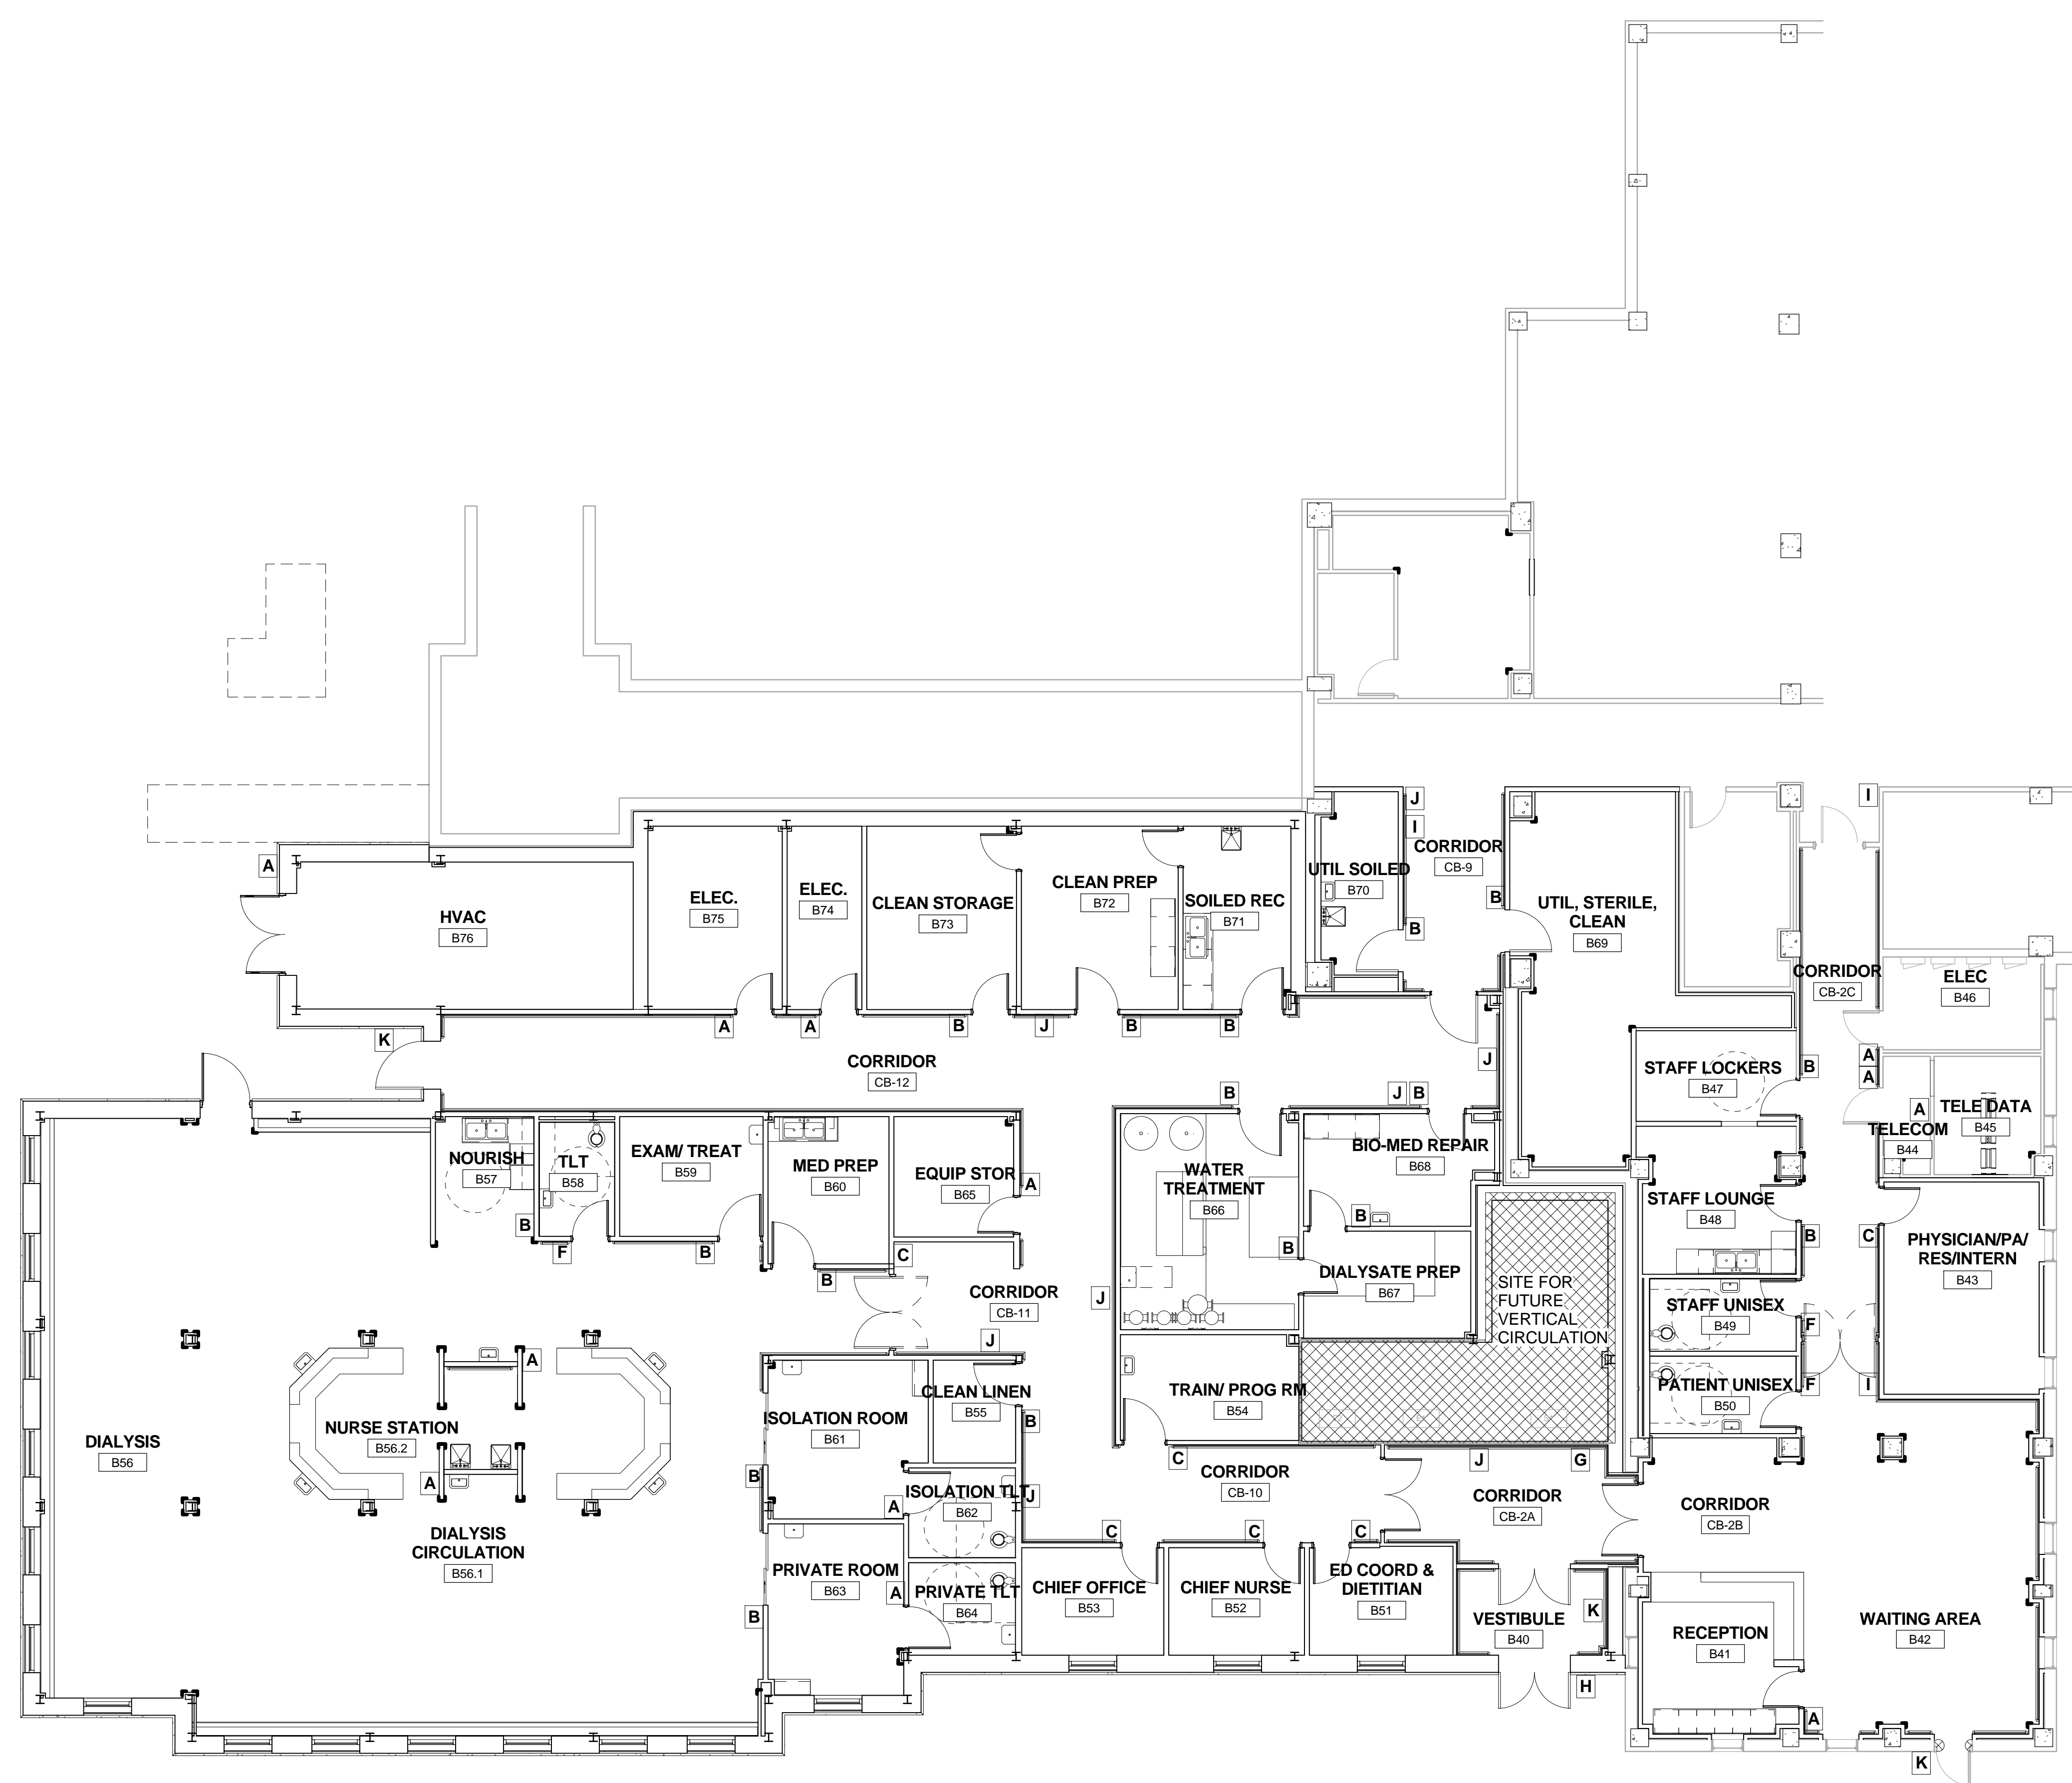 J
I
I
CORRIDOR
CB-9
A
UTIL SOILED
B70
B
B
ELEC.
B75
ELEC.
B74
CLEAN STORAGE
B73
CLEAN PREP
B72
SOILED REC
B71
HVAC
B76
UTIL, STERILE,
CLEAN
B69
CORRIDOR
CB-2C
ELEC
B46
A
A
B
J
B
B
K
CORRIDOR
CB-12
J
A
A
B
STAFF LOCKERS
B47
B
J
B
A
TELE DATA
B45
TELECOM
B44
NOURISH
B57
TLT
B58
EXAM/ TREAT
B59
MED PREP
B60
EQUIP STOR
B65
A
WATER
TREATMENT
B66
BIO-MED REPAIR
B68
STAFF LOUNGE
B48
B
F
B
B
C
B
B
B
C
PHYSICIAN/PA/
RES/INTERN
B43
DIALYSATE PREP
B67
SITE FOR
FUTURE
VERTICAL
CIRCULATION
CORRIDOR
CB-11
J
J
STAFF UNISEX
B49
F
A
CLEAN LINEN
B55
TRAIN/ PROG RM
B54
PATIENT UNISEX
B50
F
I
ISOLATION ROOM
B61
B
NURSE STATION
B56.2
A
DIALYSIS
B56
B
C
CORRIDOR
CB-10
J
G
A
ISOLATION TLT
B62
J
CORRIDOR
CB-2A
CORRIDOR
CB-2B
DIALYSIS
CIRCULATION
B56.1
C
C
C
PRIVATE ROOM
B63
A
PRIVATE TLT
B64
CHIEF OFFICE
B53
CHIEF NURSE
B52
ED COORD &
DIETITIAN
B51
B
VESTIBULE
B40
K
RECEPTION
B41
WAITING AREA
B42
H
A
K